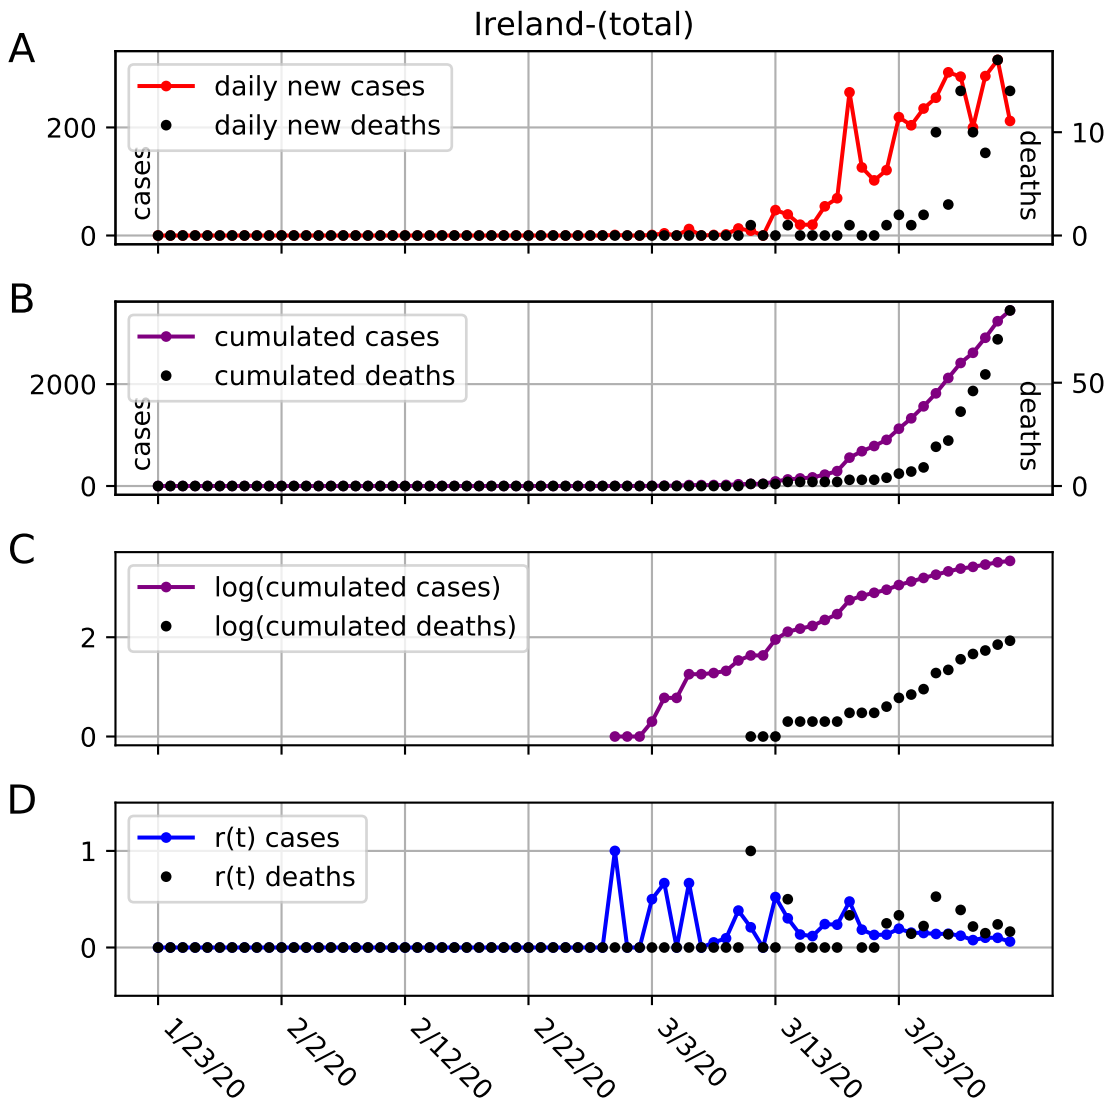 Ireland-(total)
A
daily new cases
daily new deaths
200
0
cases
10
0
deaths
B
cumulated cases
cumulated deaths
2000
0
cases
50
0
deaths
C
log(cumulated cases)
log(cumulated deaths)
2
0
D
r(t) cases
r(t) deaths
1
0
1/23/20
2/2/20
2/12/20
2/22/20
3/3/20
3/13/20
3/23/20